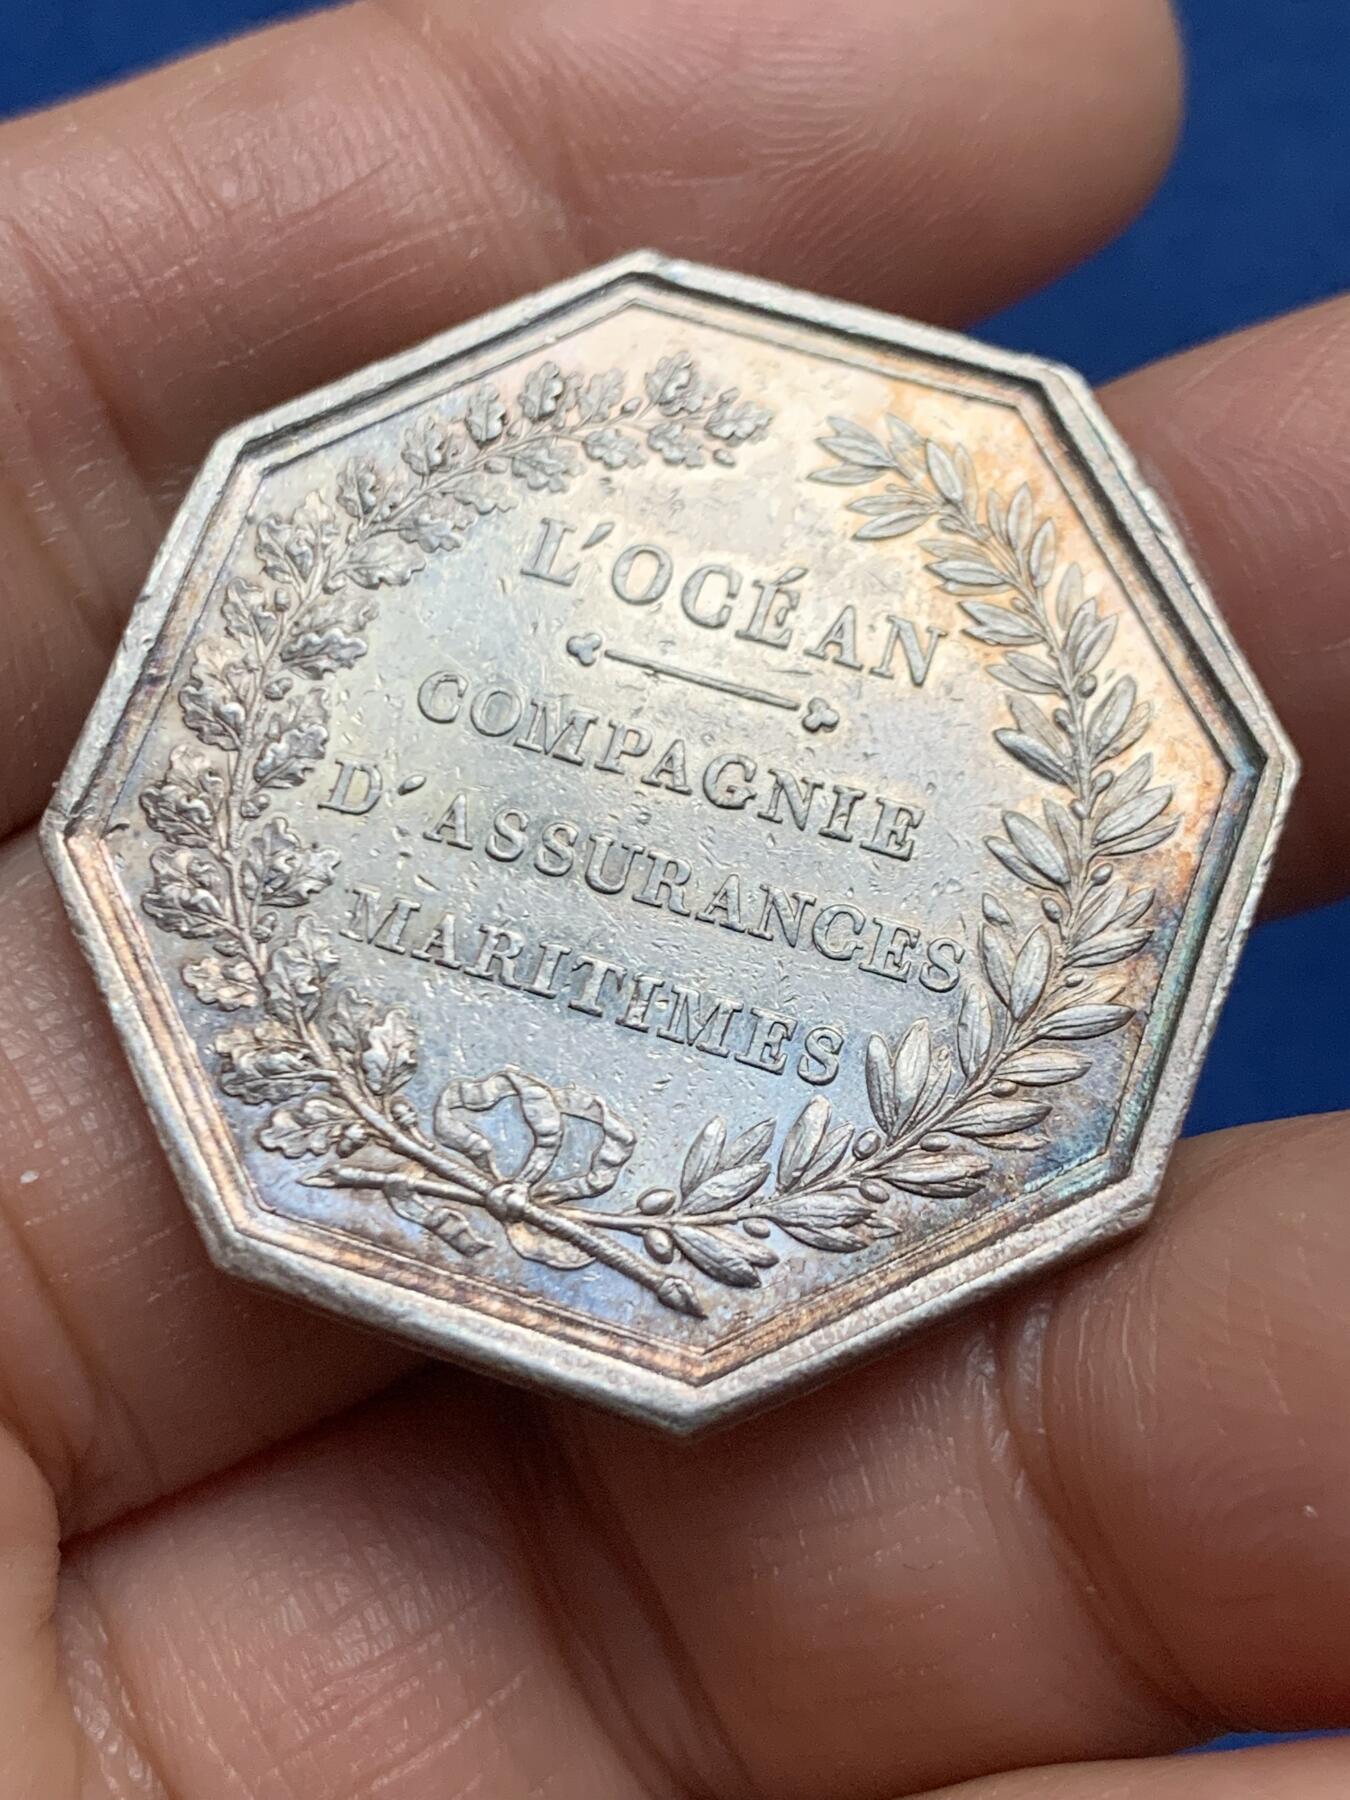 L'OCÉAN
COMPAGNIE
D'ASSURANCES
MARITIMES